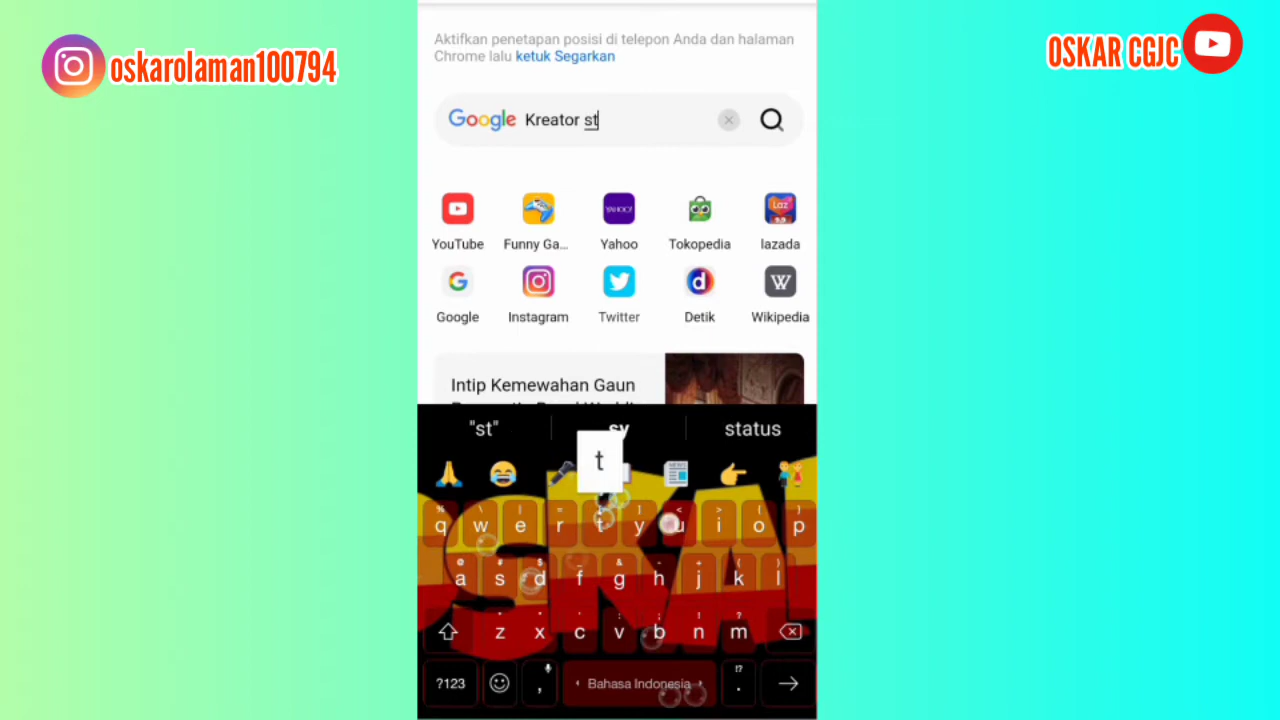 oskarolaman100794
OSKAR CGJC
Aktifkan penetapan posisi di telepon Anda dan halaman
Chrome lalu ketuk Segarkan
Google Kreator st
YouTube Funny Ga... Yahoo Tokopedia lazada
Google Instagram Twitter Detik Wikipedia
Intip Kemewahan Gaun
"st" sy status
t
q w e r t y u i o p
a s d f g h j k l
z x c v b n m
?123 , Bahasa Indonesia .